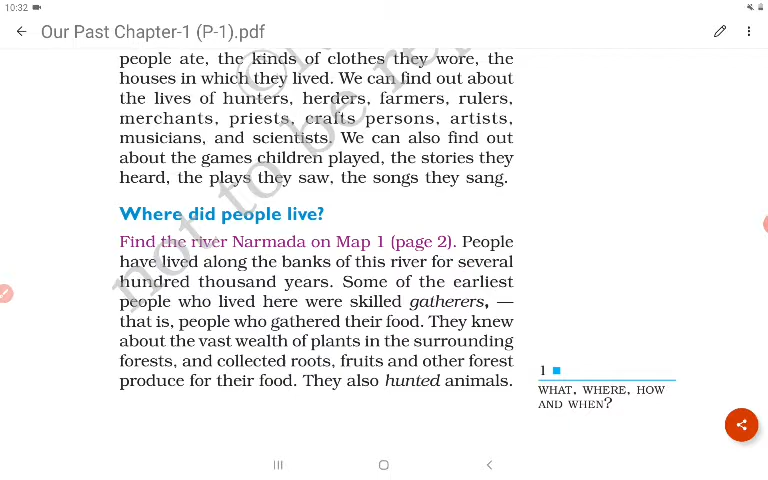 10:32
Our Past Chapter-1 (P-1).pdf
people ate, the kinds of clothes they wore, the
houses in which they lived. We can find out about
the lives of hunters, herders, farmers, rulers,
merchants, priests, crafts persons, artists,
musicians, and scientists. We can also find out
about the games children played, the stories they
heard, the plays they saw, the songs they sang.
Where did people live?
Find the river Narmada on Map 1 (page 2). People
have lived along the banks of this river for several
hundred thousand years. Some of the earliest
people who lived here were skilled gatherers, —
that is, people who gathered their food. They knew
about the vast wealth of plants in the surrounding
forests, and collected roots, fruits and other forest
produce for their food. They also hunted animals.
1
WHAT, WHERE, HOW
AND WHEN?
not to be re